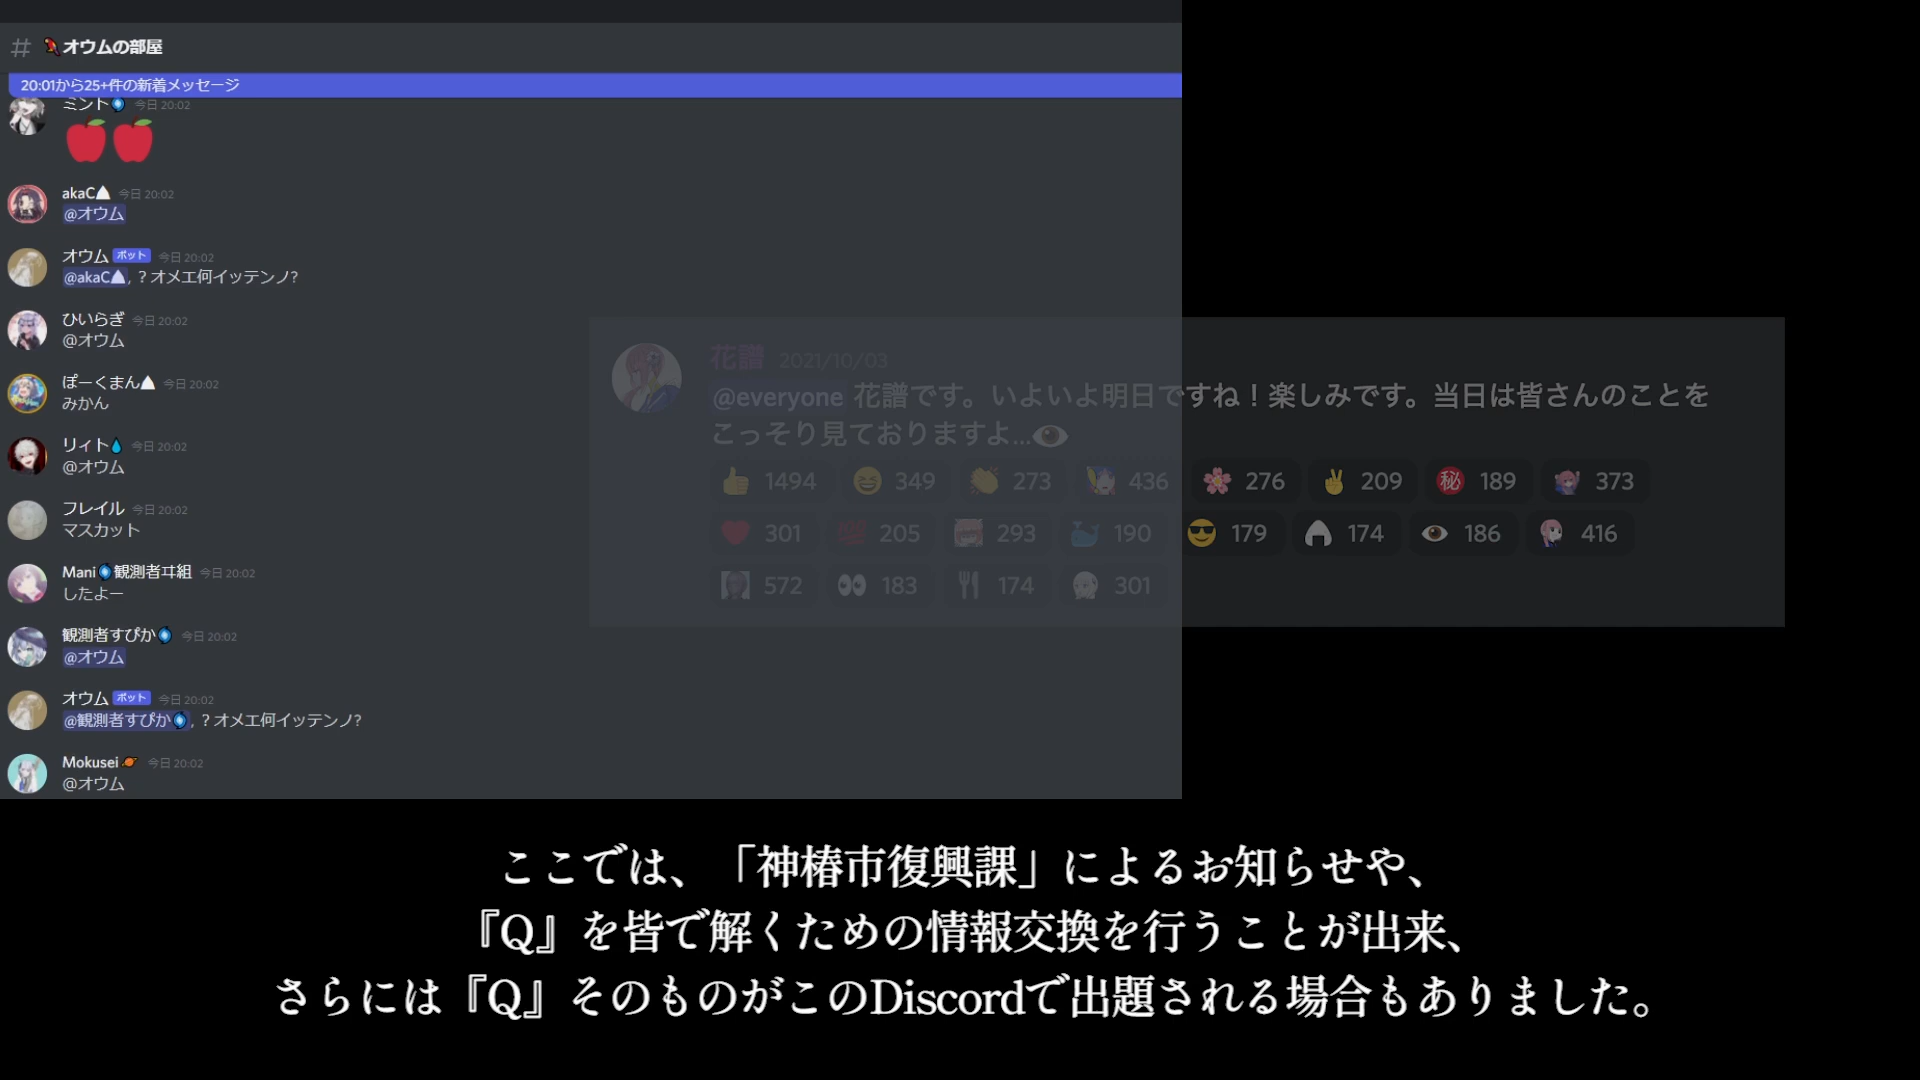 オウムの部屋
20:01から25+件の新着メッセージ
ミント 今日 20:02
akaC 今日 20:02
@オウム
オウム ボット 今日 20:02
@akaC, ? オメエ何イッテンノ?
ひいらぎ 今日 20:02
@オウム
ぽーくまん 今日 20:02
みかん
リィト 今日 20:02
@オウム
フレイル 今日 20:02
マスカット
Mani 観測者ヰ組 今日 20:02
したよー
観測者すぴか 今日 20:02
@オウム
オウム ボット 今日 20:02
@観測者すぴか, ? オメエ何イッテンノ?
Mokusei 今日 20:02
@オウム
花譜 2021/10/03
@everyone 花譜です。いよいよ明日ですね！楽しみです。当日は皆さんのことを
こっそり見ておりますよ...
1494 349 273 436 276 209 秘 189 373
301 205 293 190 179 174 186 416
572 183 174 301
ここでは、「神椿市復興課」によるお知らせや、
『Q』を皆で解くための情報交換を行うことが出来、
さらには『Q』そのものがこのDiscordで出題される場合もありました。